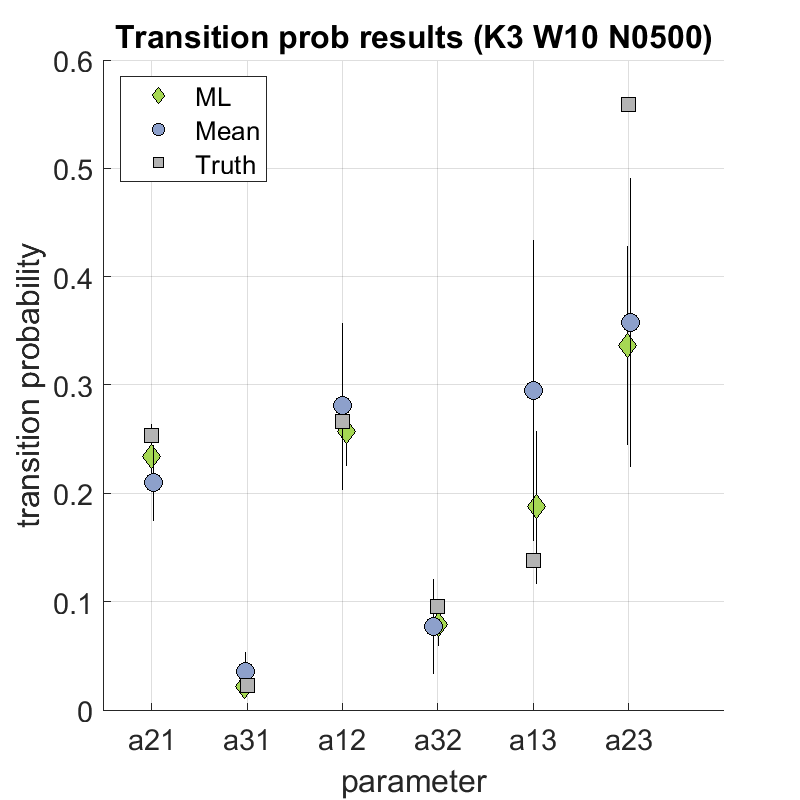 Transition prob results (K3 W10 N0500)
ML
Mean
Truth
transition probability
0.6
0.5
0.4
0.3
0.2
0.1
0
a21 a31 a12 a32 a13 a23
parameter